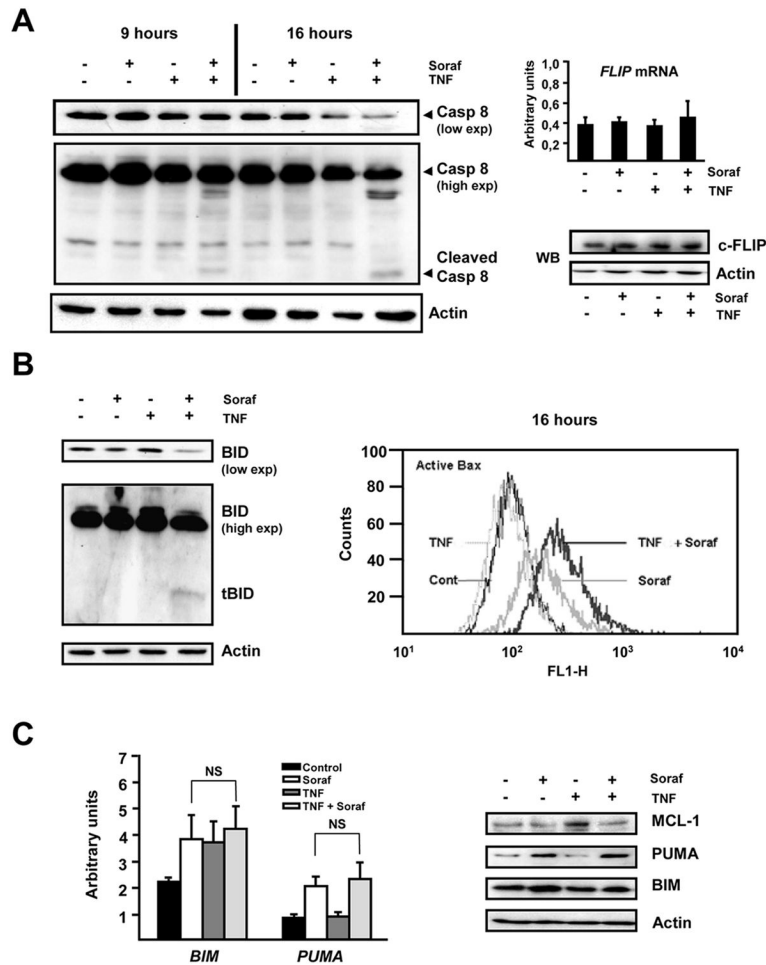 A
9 hours 16 hours
- + - + - + - + Soraf
- - + + - - + + TNF
Casp 8
(low exp)
Casp 8
(high exp)
Cleaved
Casp 8
Actin
FLIP mRNA
Arbitrary units
1,0
0,8
0,6
0,4
0,2
- + - + Soraf
- - + + TNF
WB
c-FLIP
Actin
- + - + Soraf
- - + + TNF
B
- + - + Soraf
- - + + TNF
BID
(low exp)
BID
(high exp)
tBID
Actin
16 hours
Counts
100
80
60
40
20
Active Bax
TNF
TNF + Soraf
Cont
Soraf
10¹ 10² 10³ 10⁴
FL1-H
C
Arbitrary units
7
6
5
4
3
2
1
NS
NS
Control
Soraf
TNF
TNF + Soraf
BIM PUMA
- + - + Soraf
- - + + TNF
MCL-1
PUMA
BIM
Actin